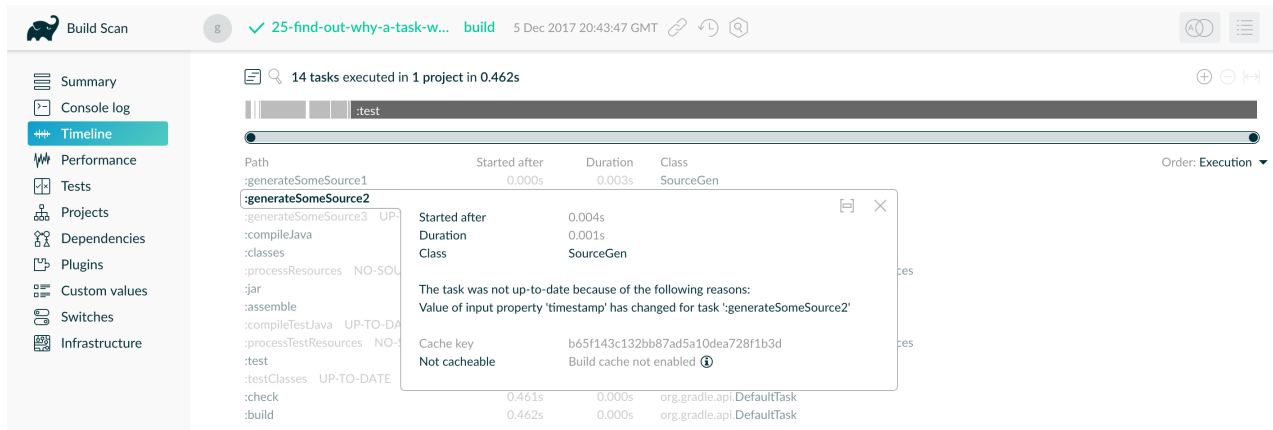 Build Scan
g
25-find-out-why-a-task-w... build 5 Dec 2017 20:43:47 GMT
Summary
Console log
Timeline
Performance
Tests
Projects
Dependencies
Plugins
Custom values
Switches
Infrastructure
14 tasks executed in 1 project in 0.462s
:test
Path Started after Duration Class Order: Execution
:generateSomeSource1 0.000s 0.003s SourceGen
:generateSomeSource2
:generateSomeSource3 UP-
:compileJava
:classes
:processResources NO-SOU
:jar
:assemble
:compileTestJava UP-TO-DA
:processTestResources NO-S
:test
:testClasses UP-TO-DATE
:check 0.461s 0.000s org.gradle.api.DefaultTask
:build 0.462s 0.000s org.gradle.api.DefaultTask
Started after 0.004s
Duration 0.001s
Class SourceGen
The task was not up-to-date because of the following reasons:
Value of input property 'timestamp' has changed for task ':generateSomeSource2'
Cache key b65f143c132bb87ad5a10dea728f1b3d
Not cacheable Build cache not enabled